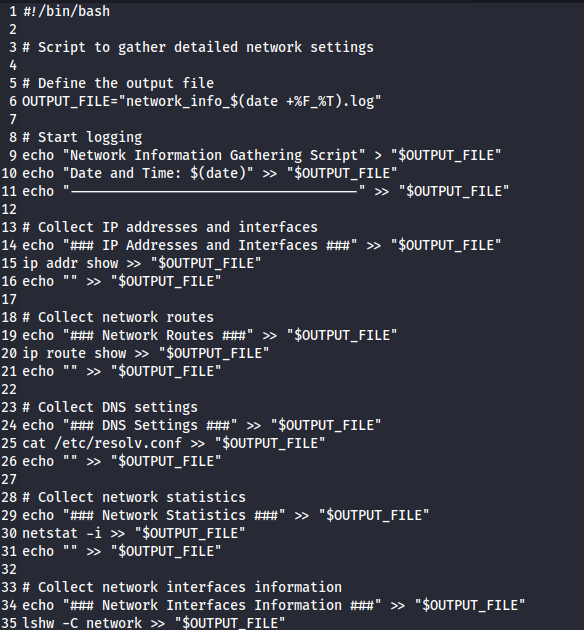 1 #!/bin/bash
2
3 # Script to gather detailed network settings
4
5 # Define the output file
6 OUTPUT_FILE="network_info_$(date +%F_%T).log"
7
8 # Start logging
9 echo "Network Information Gathering Script" > "$OUTPUT_FILE"
10 echo "Date and Time: $(date)" >> "$OUTPUT_FILE"
11 echo "------------------------------------" >> "$OUTPUT_FILE"
12
13 # Collect IP addresses and interfaces
14 echo "### IP Addresses and Interfaces ###" >> "$OUTPUT_FILE"
15 ip addr show >> "$OUTPUT_FILE"
16 echo "" >> "$OUTPUT_FILE"
17
18 # Collect network routes
19 echo "### Network Routes ###" >> "$OUTPUT_FILE"
20 ip route show >> "$OUTPUT_FILE"
21 echo "" >> "$OUTPUT_FILE"
22
23 # Collect DNS settings
24 echo "### DNS Settings ###" >> "$OUTPUT_FILE"
25 cat /etc/resolv.conf >> "$OUTPUT_FILE"
26 echo "" >> "$OUTPUT_FILE"
27
28 # Collect network statistics
29 echo "### Network Statistics ###" >> "$OUTPUT_FILE"
30 netstat -i >> "$OUTPUT_FILE"
31 echo "" >> "$OUTPUT_FILE"
32
33 # Collect network interfaces information
34 echo "### Network Interfaces Information ###" >> "$OUTPUT_FILE"
35 lshw -C network >> "$OUTPUT_FILE"